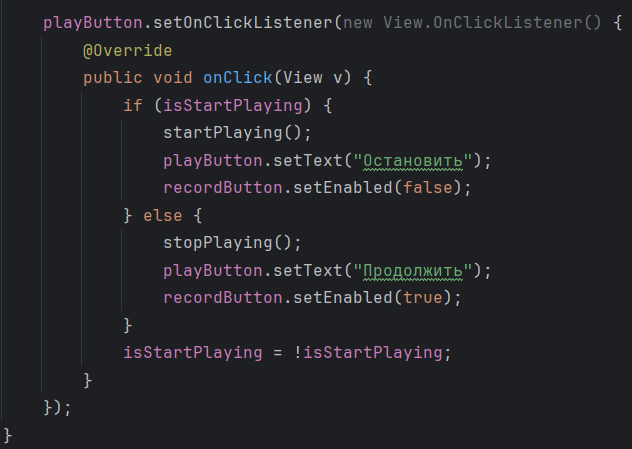 playButton.setOnClickListener(new View.OnClickListener() {
@Override
public void onClick(View v) {
if (isStartPlaying) {
startPlaying();
playButton.setText("Остановить");
recordButton.setEnabled(false);
} else {
stopPlaying();
playButton.setText("Продолжить");
recordButton.setEnabled(true);
}
isStartPlaying = !isStartPlaying;
}
});
}